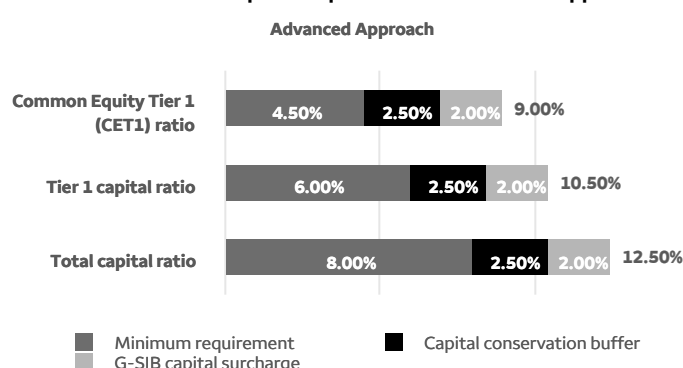 Advanced Approach
Common Equity Tier 1
(CET1) ratio
4.50% 2.50% 2.00% 9.00%
Tier 1 capital ratio
6.00% 2.50% 2.00% 10.50%
Total capital ratio
8.00% 2.50% 2.00% 12.50%
Minimum requirement
Capital conservation buffer
G-SIB capital surcharge